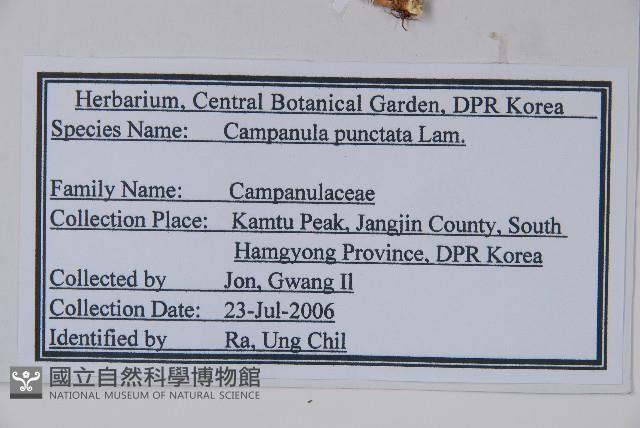 Herbarium, Central Botanical Garden, DPR Korea
Species Name: Campanula punctata Lam.
Family Name: Campanulaceae
Collection Place: Kamtu Peak, Jangjin County, South
Hamgyong Province, DPR Korea
Collected by Jon, Gwang Il
Collection Date: 23-Jul-2006
Identified by Ra, Ung Chil
國立自然科學博物館
NATIONAL MUSEUM OF NATURAL SCIENCE